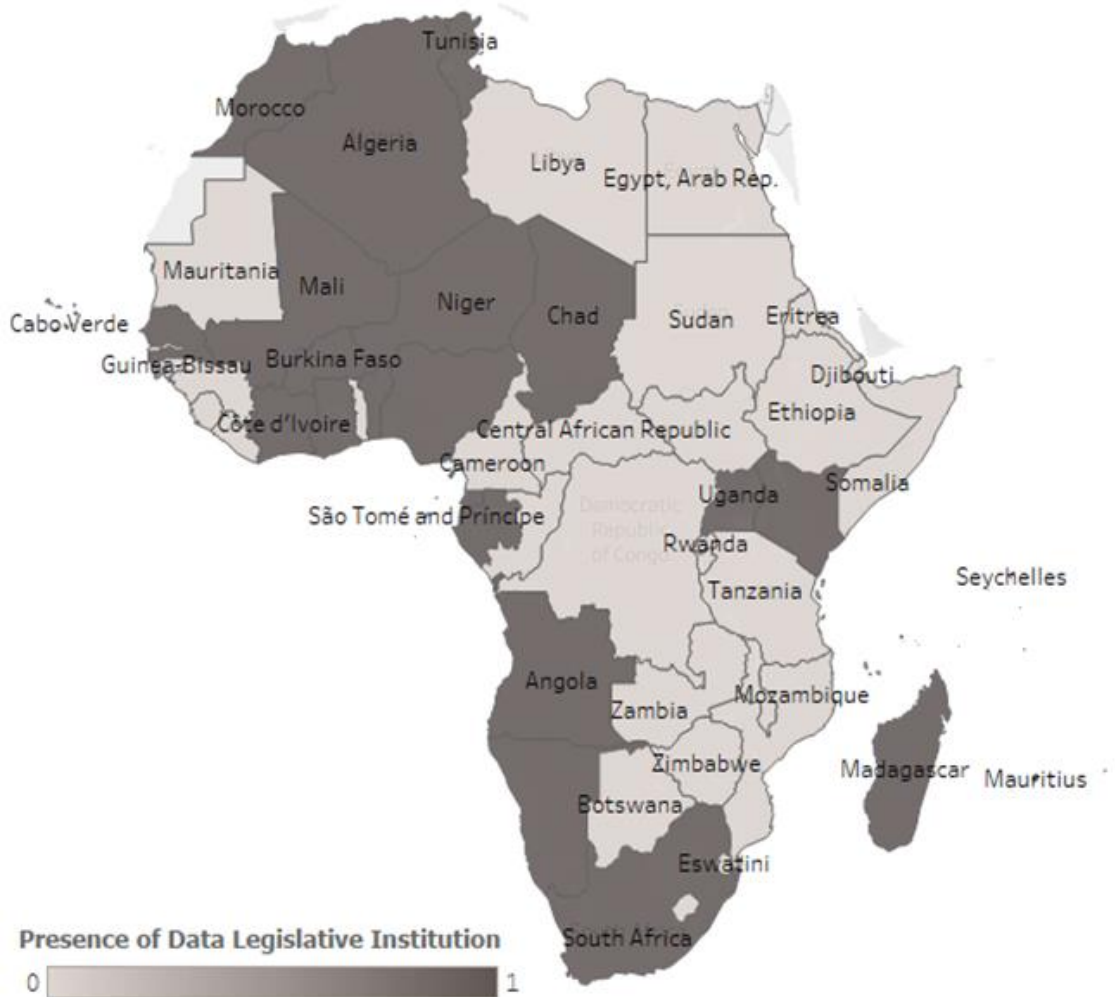 Tunisia
Morocco
Algeria
Libya
Egypt, Arab Rep.
Mauritania
Mali
Niger
Chad
Sudan
Eritrea
Cabo Verde
Guinea-Bissau
Burkina Faso
Djibouti
Ethiopia
Côte d'Ivoire
Central African Republic
Cameroon
Somalia
Uganda
São Tomé and Príncipe
Democratic
Republic
of Congo
Rwanda
Seychelles
Tanzania
Angola
Mozambique
Zambia
Zimbabwe
Madagascar
Mauritius
Botswana
Eswatini
South Africa
Presence of Data Legislative Institution
0 1